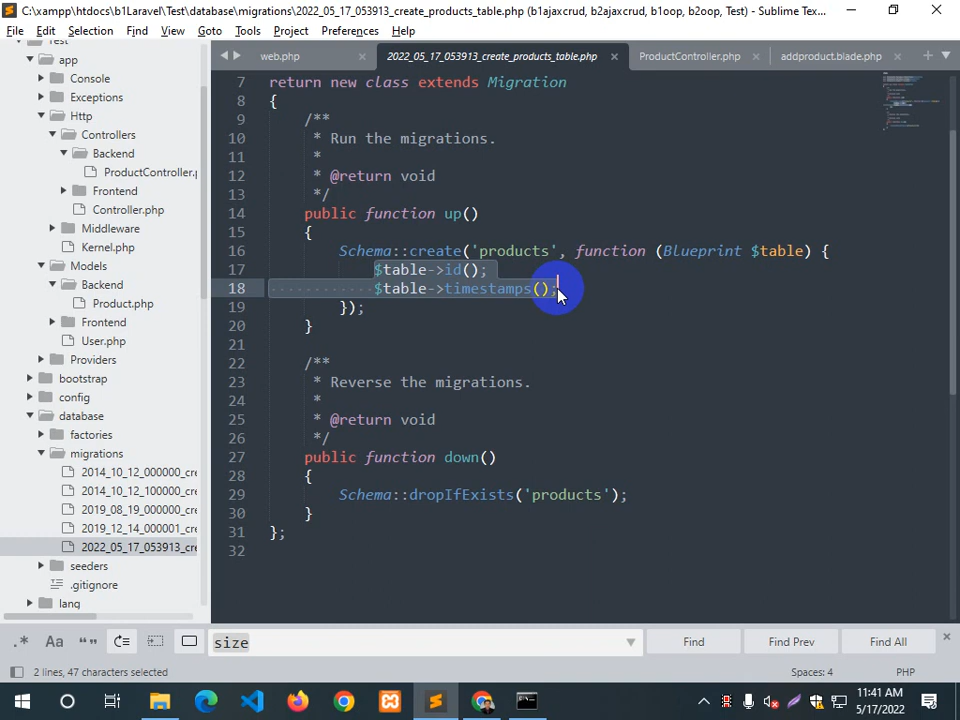 C:\xampp\htdocs\b1Laravel\Test\database\migrations\2022_05_17_053913_create_products_table.php (b1ajaxcrud, b2ajaxcrud, b1oop, b2oop, Test) - Sublime Tex...
File Edit Selection Find View Goto Tools Project Preferences Help
Test
app
Console
Exceptions
Http
Controllers
Backend
ProductController.p
Frontend
Controller.php
Middleware
Kernel.php
Models
Backend
Product.php
Frontend
User.php
Providers
bootstrap
config
database
factories
migrations
2014_10_12_000000_cre
2014_10_12_100000_cre
2019_08_19_000000_cre
2019_12_14_000001_cre
2022_05_17_053913_cre
seeders
.gitignore
lang
web.php 2022_05_17_053913_create_products_table.php ProductController.php addproduct.blade.php
7 return new class extends Migration
8 {
9 /**
10 * Run the migrations.
11 *
12 * @return void
13 */
14 public function up()
15 {
16 Schema::create('products', function (Blueprint $table) {
17 $table->id();
18 $table->timestamps();
19 });
20 }
21
22 /**
23 * Reverse the migrations.
24 *
25 * @return void
26 */
27 public function down()
28 {
29 Schema::dropIfExists('products');
30 }
31 };
32
.* Aa “ ” size Find Find Prev Find All
2 lines, 47 characters selected Spaces: 4 PHP
11:41 AM
5/17/2022